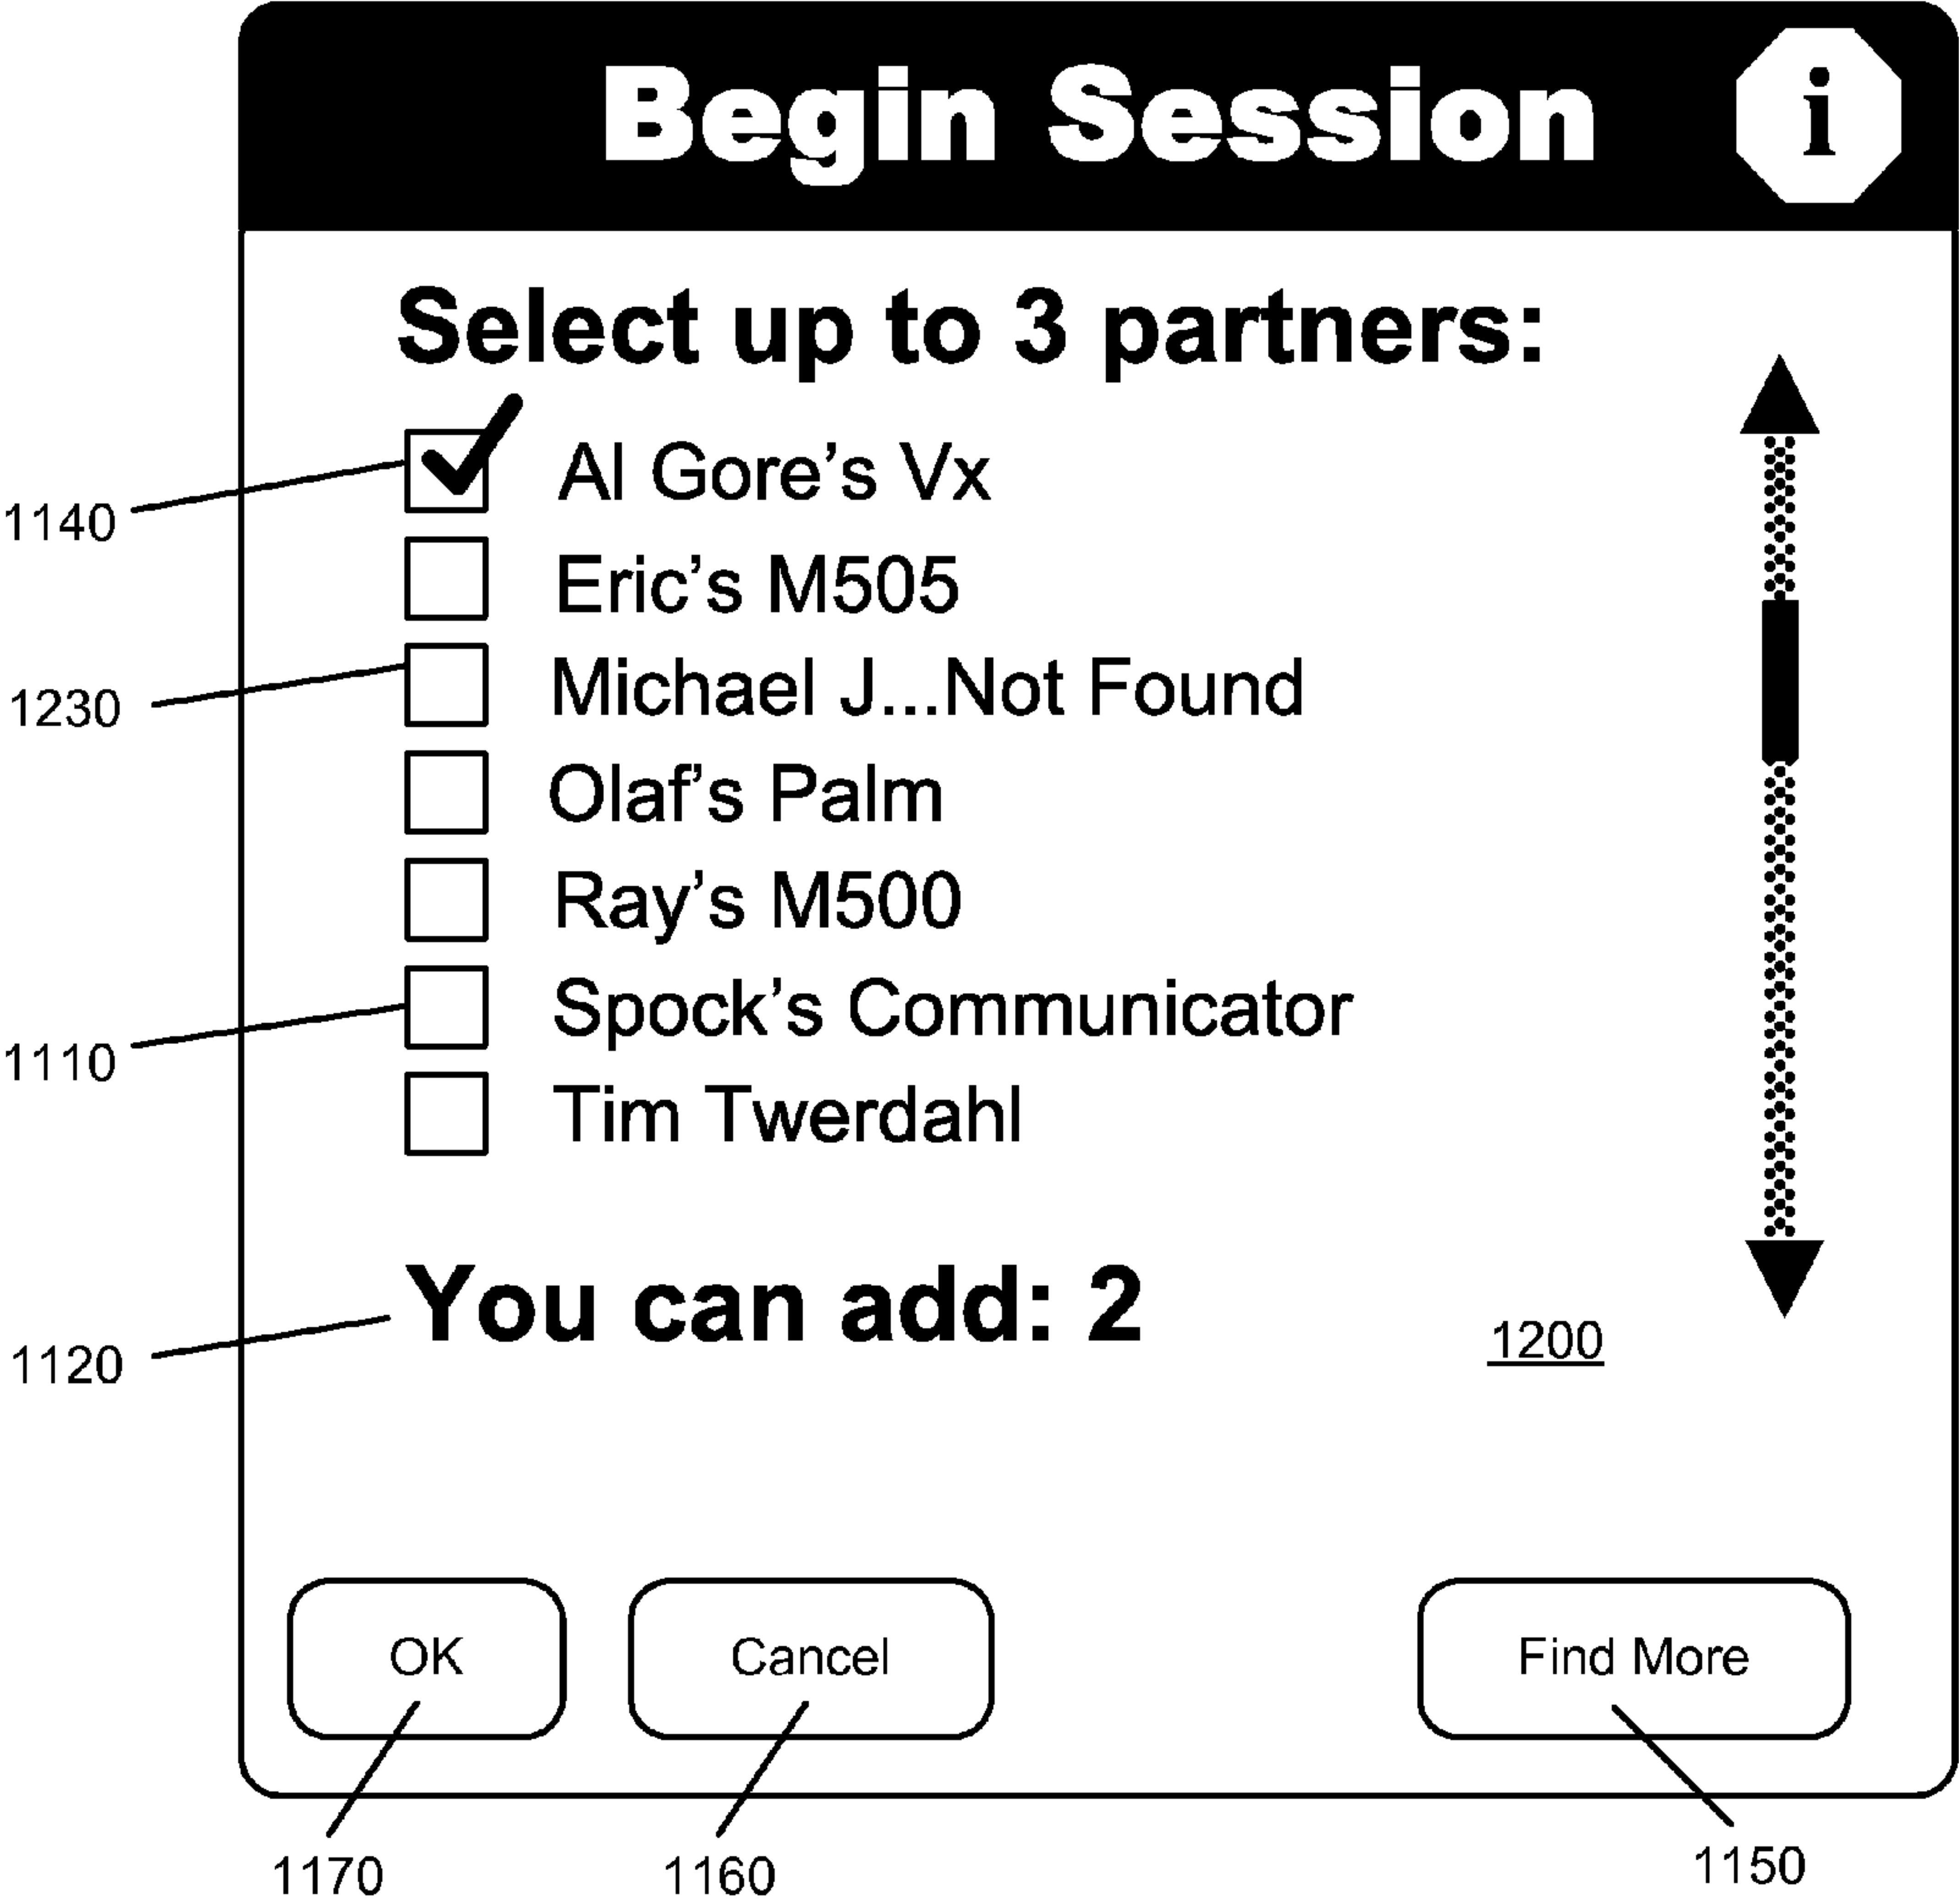 Begin Session i
Select up to 3 partners:
1140 Al Gore’s Vx
Eric’s M505
1230 Michael J...Not Found
Olaf’s Palm
Ray’s M500
1110 Spock’s Communicator
Tim Twerdahl
1120 You can add: 2
1200
OK Cancel Find More
1170 1160 1150